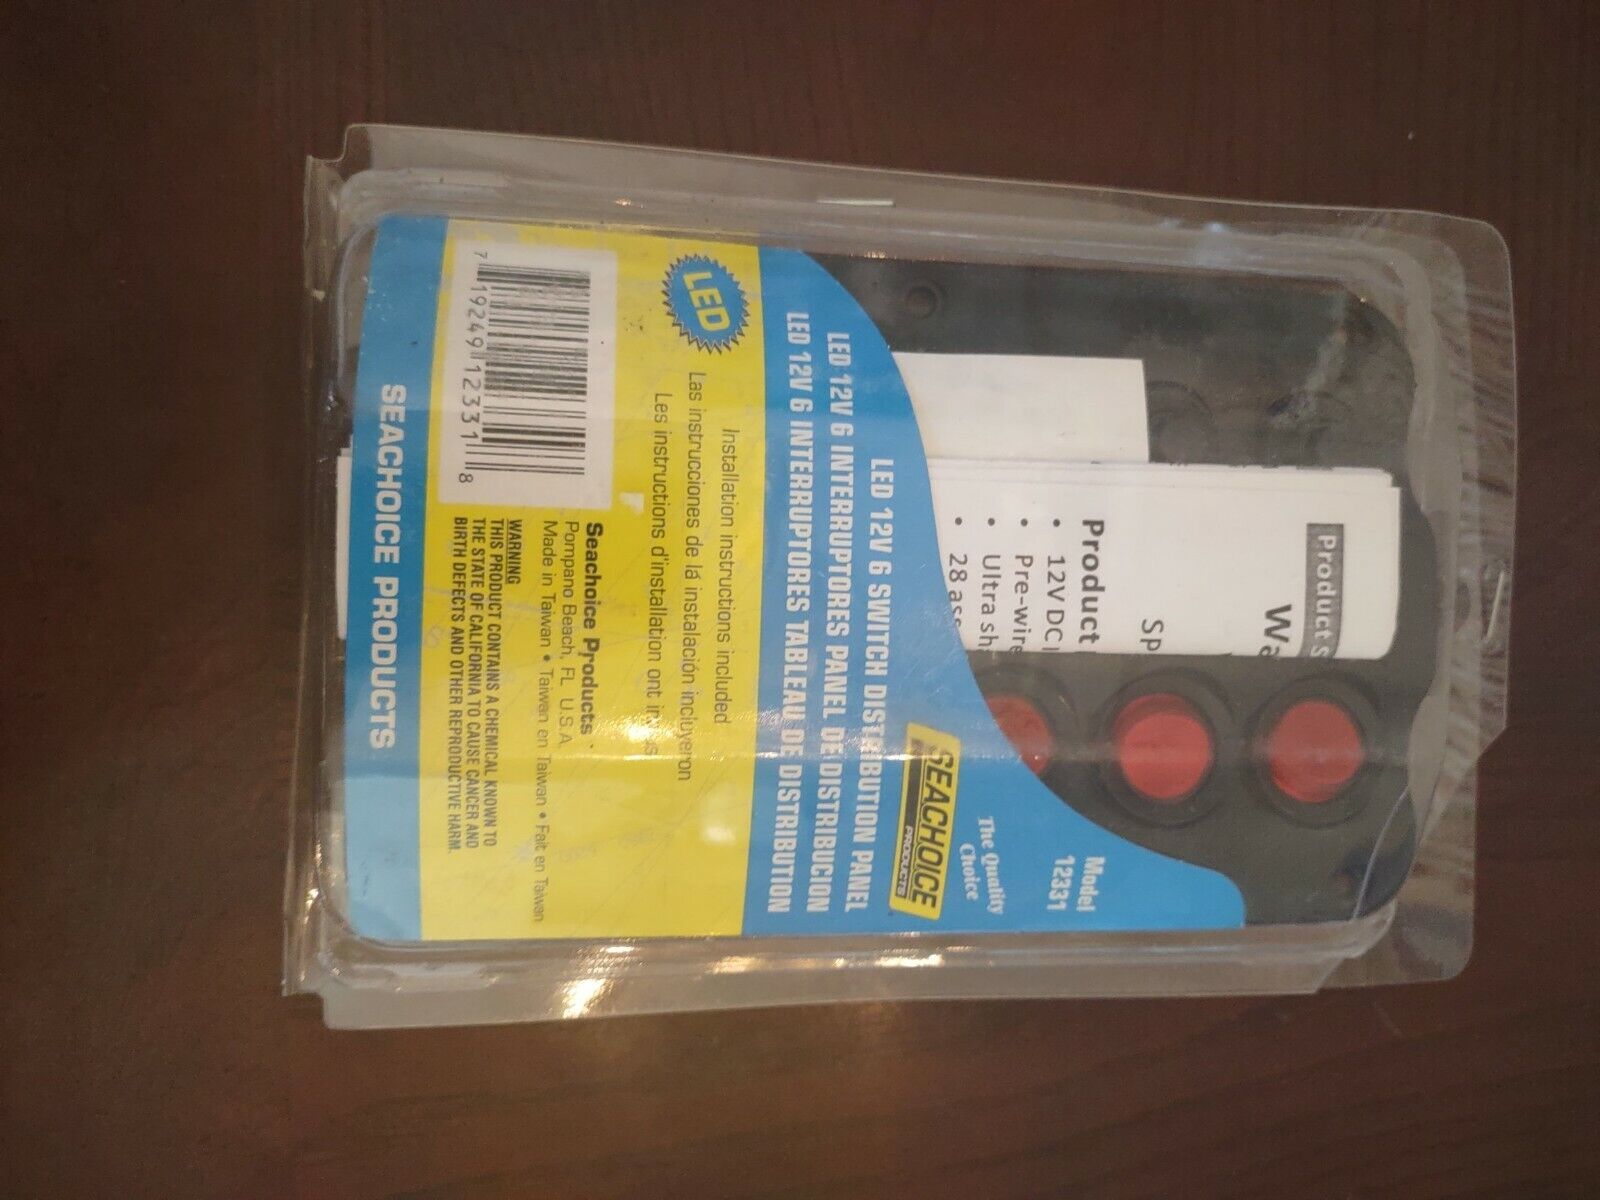 Product S
Wa
Sp
Product
• 12V DC
• Pre-wire
• Ultra sh
• 28 ass
Model
12331
The Quality
Choice
SEACHOICE
PRODUCTS
LED 12V 6 SWITCH DISTRIBUTION PANEL
LED 12V 6 INTERRUPTORES PANEL DE DISTRIBUCION
LED 12V 6 INTERRUPTORES TABLEAU DE DISTRIBUTION
LED
Installation instructions included
Las instrucciones de lá instalación incluyeron
Les instructions d'installation ont
Seachoice Products
Pompano Beach, FL U.S.A.
Made in Taiwan • Taiwan en Taiwan • Fait en Taiwan
WARNING
THIS PRODUCT CONTAINS A CHEMICAL KNOWN TO
THE STATE OF CALIFORNIA TO CAUSE CANCER AND
BIRTH DEFECTS AND OTHER REPRODUCTIVE HARM.
7 19249 12331 8
SEACHOICE PRODUCTS